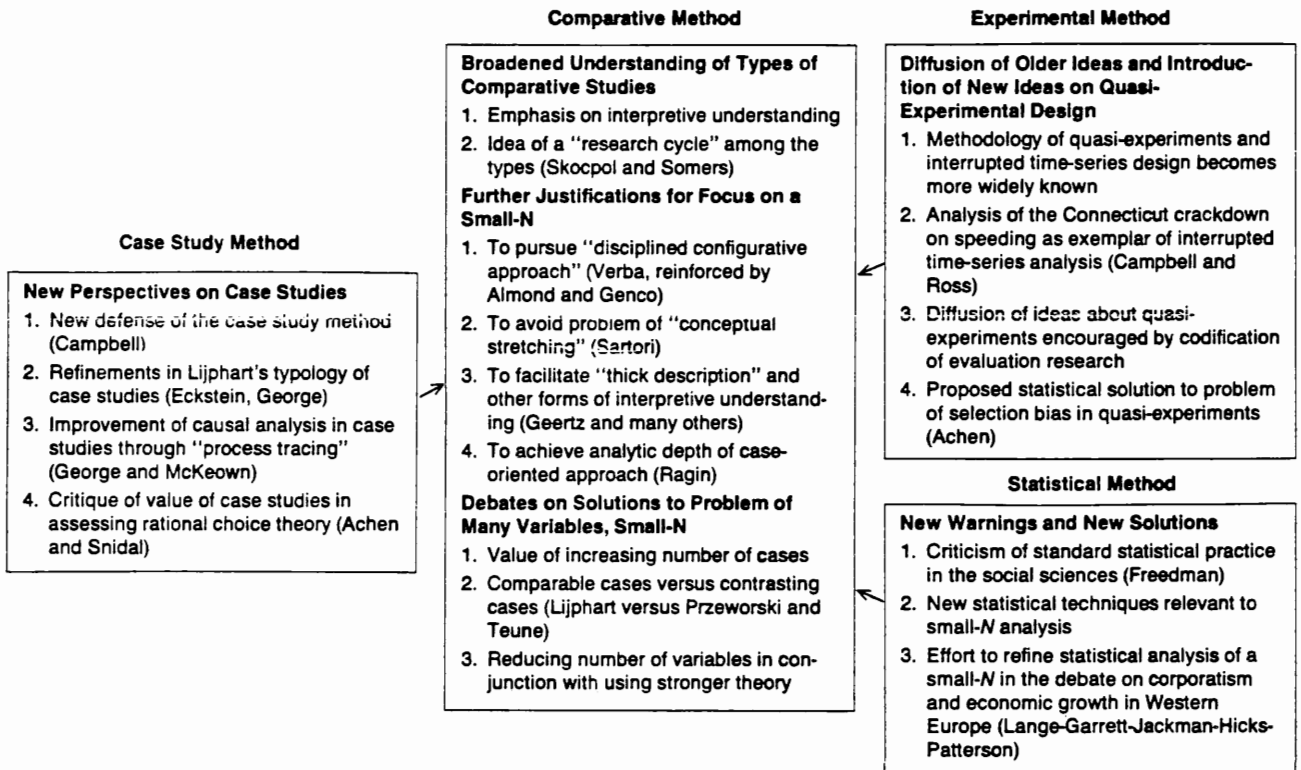 Case Study Method
New Perspectives on Case Studies
1. New defense of the case study method
(Campbell)
2. Refinements in Lijphart's typology of
case studies (Eckstein, George)
3. Improvement of causal analysis in case
studies through "process tracing"
(George and McKeown)
4. Critique of value of case studies in
assessing rational choice theory (Achen
and Snidal)
Comparative Method
Broadened Understanding of Types of
Comparative Studies
1. Emphasis on interpretive understanding
2. Idea of a "research cycle" among the
types (Skocpol and Somers)
Further Justifications for Focus on a
Small-N
1. To pursue "disciplined configurative
approach" (Verba, reinforced by
Almond and Genco)
2. To avoid problem of "conceptual
stretching" (Sartori)
3. To facilitate "thick description" and
other forms of interpretive understand-
ing (Geertz and many others)
4. To achieve analytic depth of case-
oriented approach (Ragin)
Debates on Solutions to Problem of
Many Variables, Small-N
1. Value of increasing number of cases
2. Comparable cases versus contrasting
cases (Lijphart versus Przeworski and
Teune)
3. Reducing number of variables in con-
junction with using stronger theory
Experimental Method
Diffusion of Older Ideas and Introduc-
tion of New Ideas on Quasi-
Experimental Design
1. Methodology of quasi-experiments and
interrupted time-series design becomes
more widely known
2. Analysis of the Connecticut crackdown
on speeding as exemplar of interrupted
time-series analysis (Campbell and
Ross)
3. Diffusion of ideas about quasi-
experiments encouraged by codification
of evaluation research
4. Proposed statistical solution to problem
of selection bias in quasi-experiments
(Achen)
Statistical Method
New Warnings and New Solutions
1. Criticism of standard statistical practice
in the social sciences (Freedman)
2. New statistical techniques relevant to
small-N analysis
3. Effort to refine statistical analysis of a
small-N in the debate on corporatism
and economic growth in Western
Europe (Lange-Garrett-Jackman-Hicks-
Patterson)